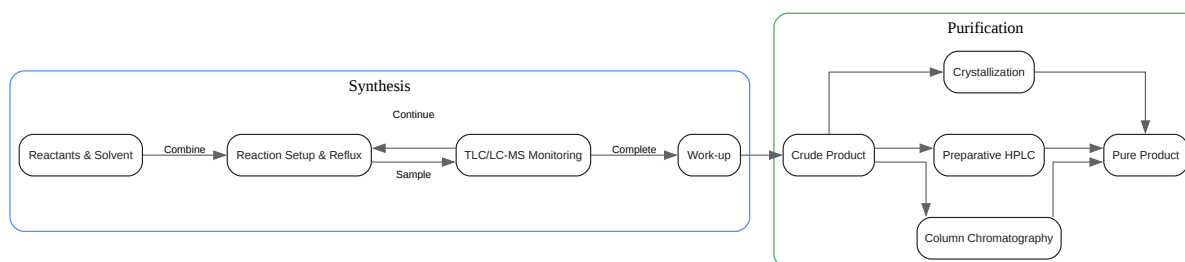 Purification
Crystallization
Synthesis
Continue
Reactants & Solvent
Combine
Reaction Setup & Reflux
TLC/LC-MS Monitoring
Complete
Work-up
Crude Product
Preparative HPLC
Pure Product
Sample
Column Chromatography